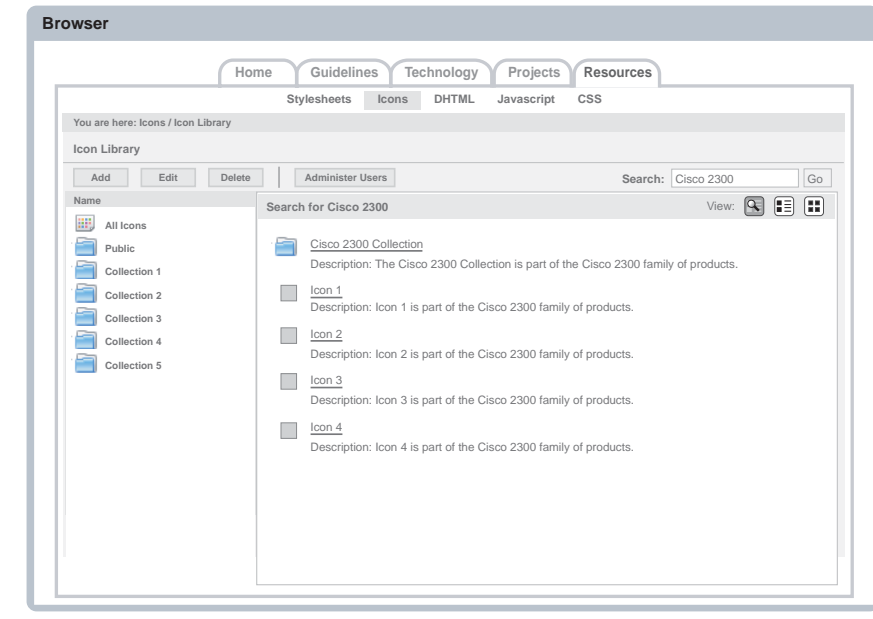 Browser
Home Guidelines Technology Projects Resources
Stylesheets Icons DHTML Javascript CSS
You are here: Icons / Icon Library
Icon Library
Add Edit Delete Administer Users Search: Cisco 2300 Go
Name
All Icons
Public
Collection 1
Collection 2
Collection 3
Collection 4
Collection 5
Search for Cisco 2300 View:
Cisco 2300 Collection
Description: The Cisco 2300 Collection is part of the Cisco 2300 family of products.
Icon 1
Description: Icon 1 is part of the Cisco 2300 family of products.
Icon 2
Description: Icon 2 is part of the Cisco 2300 family of products.
Icon 3
Description: Icon 3 is part of the Cisco 2300 family of products.
Icon 4
Description: Icon 4 is part of the Cisco 2300 family of products.